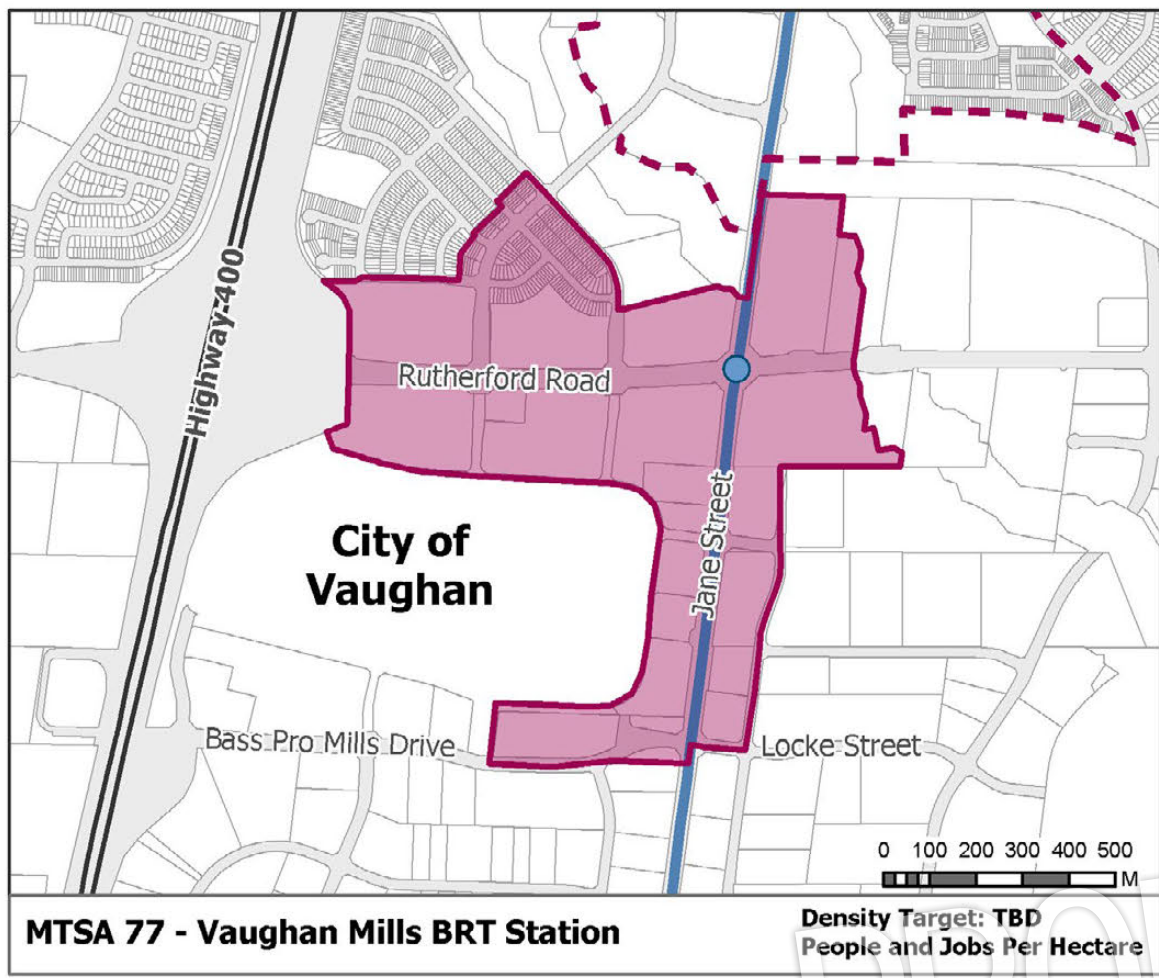 Highway 400
Rutherford Road
Jane Street
City of
Vaughan
Bass Pro Mills Drive
Locke Street
0 100 200 300 400 500
M
MTSA 77 - Vaughan Mills BRT Station
Density Target: TBD
People and Jobs Per Hectare